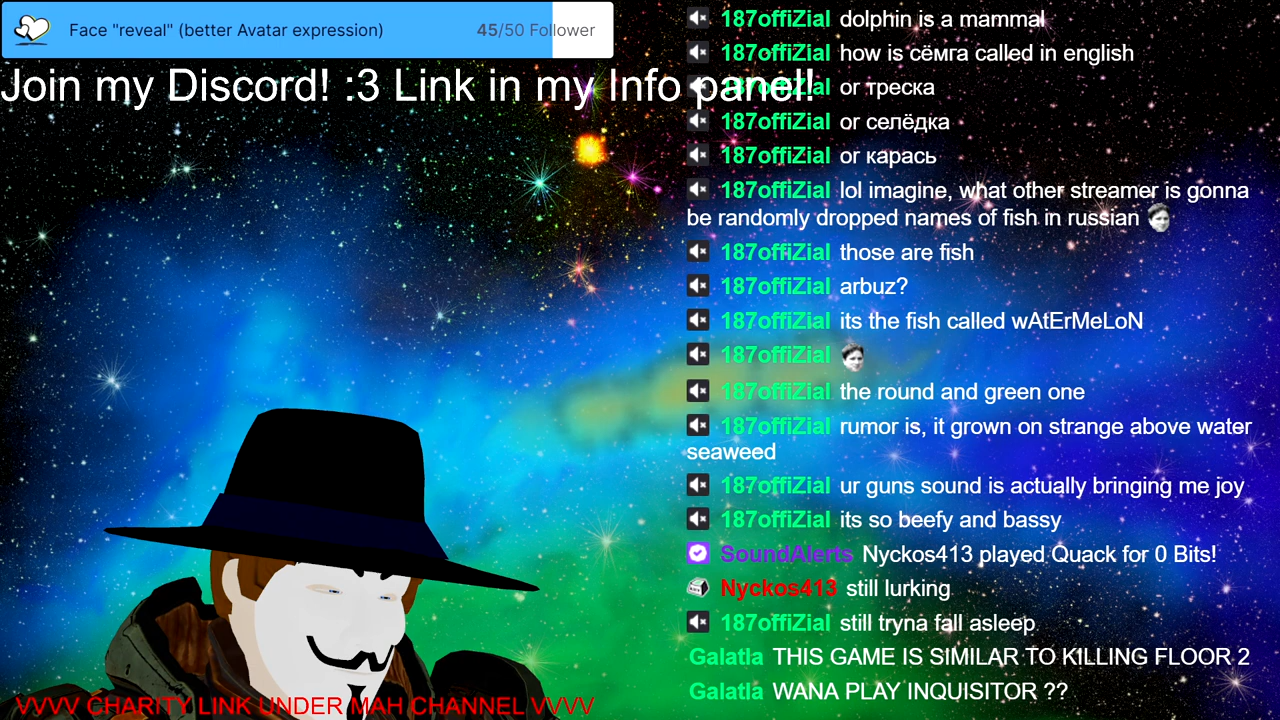 Face "reveal" (better Avatar expression) 45/50 Follower
Join my Discord! :3 Link in my Info panel!
187offiZial dolphin is a mammal
187offiZial how is сёмга called in english
187offiZial or треска
187offiZial or селёдка
187offiZial or карась
187offiZial lol imagine, what other streamer is gonna
be randomly dropped names of fish in russian
187offiZial those are fish
187offiZial arbuz?
187offiZial its the fish called wAtErMeLoN
187offiZial
187offiZial the round and green one
187offiZial rumor is, it grown on strange above water
seaweed
187offiZial ur guns sound is actually bringing me joy
187offiZial its so beefy and bassy
SoundAlerts Nyckos413 played Quack for 0 Bits!
Nyckos413 still lurking
187offiZial still tryna fall asleep
Galatla THIS GAME IS SIMILAR TO KILLING FLOOR 2
Galatla WANA PLAY INQUISITOR ??
VVVV CHARITY LINK UNDER MAH CHANNEL VVVV